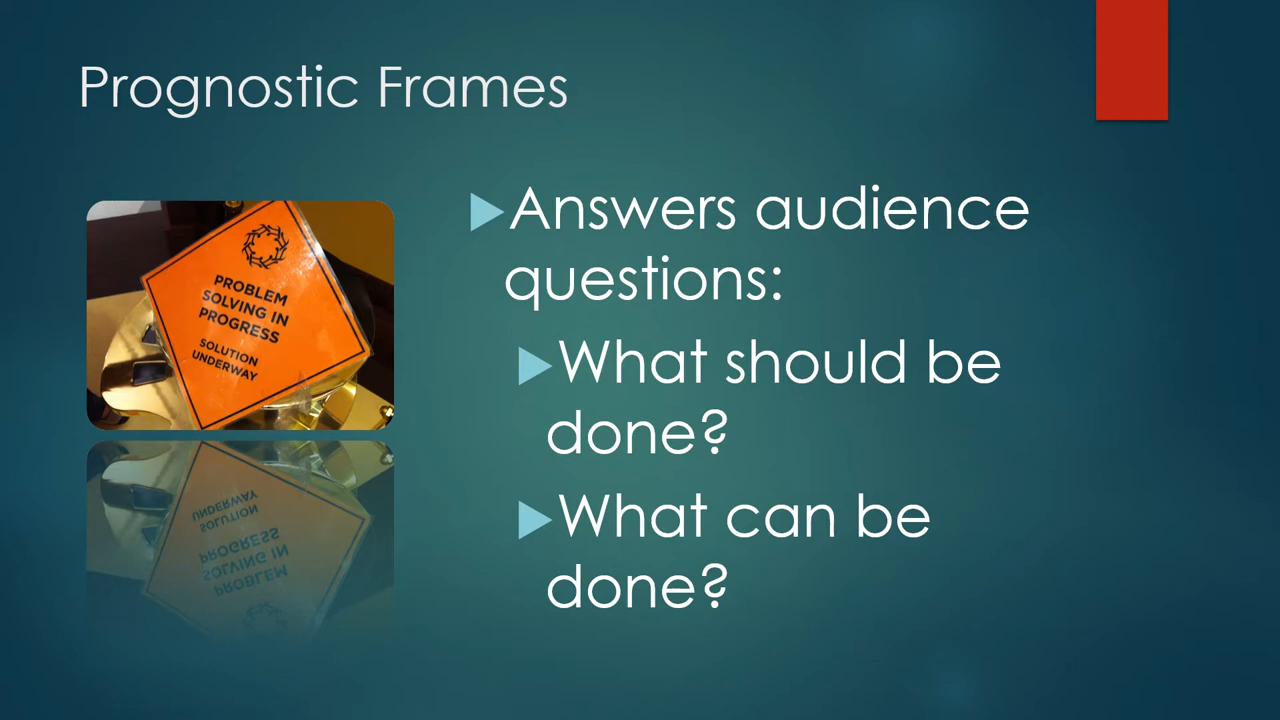 Prognostic Frames
PROBLEM
SOLVING IN
PROGRESS
SOLUTION
UNDERWAY
Answers audience
questions:
What should be
done?
What can be
done?